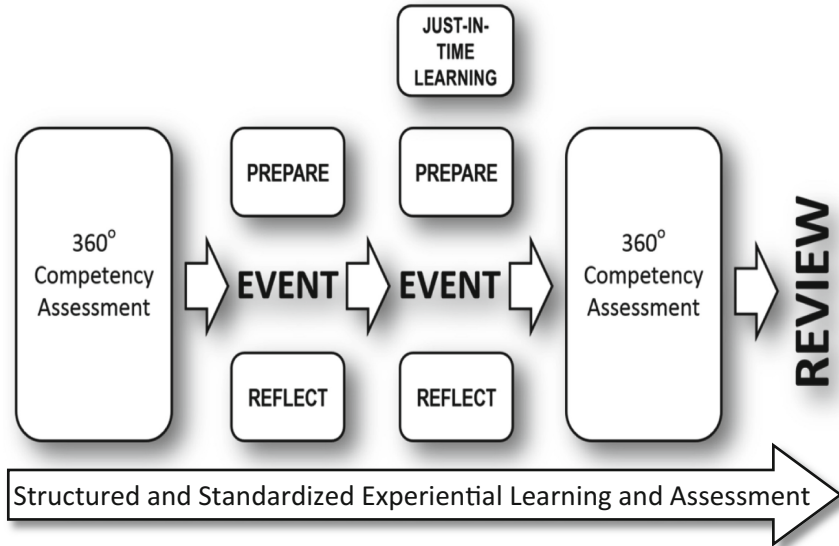 JUST-IN-
TIME
LEARNING
PREPARE
PREPARE
360°
Competency
Assessment
EVENT
EVENT
360°
Competency
Assessment
REVIEW
REFLECT
REFLECT
Structured and Standardized Experiential Learning and Assessment